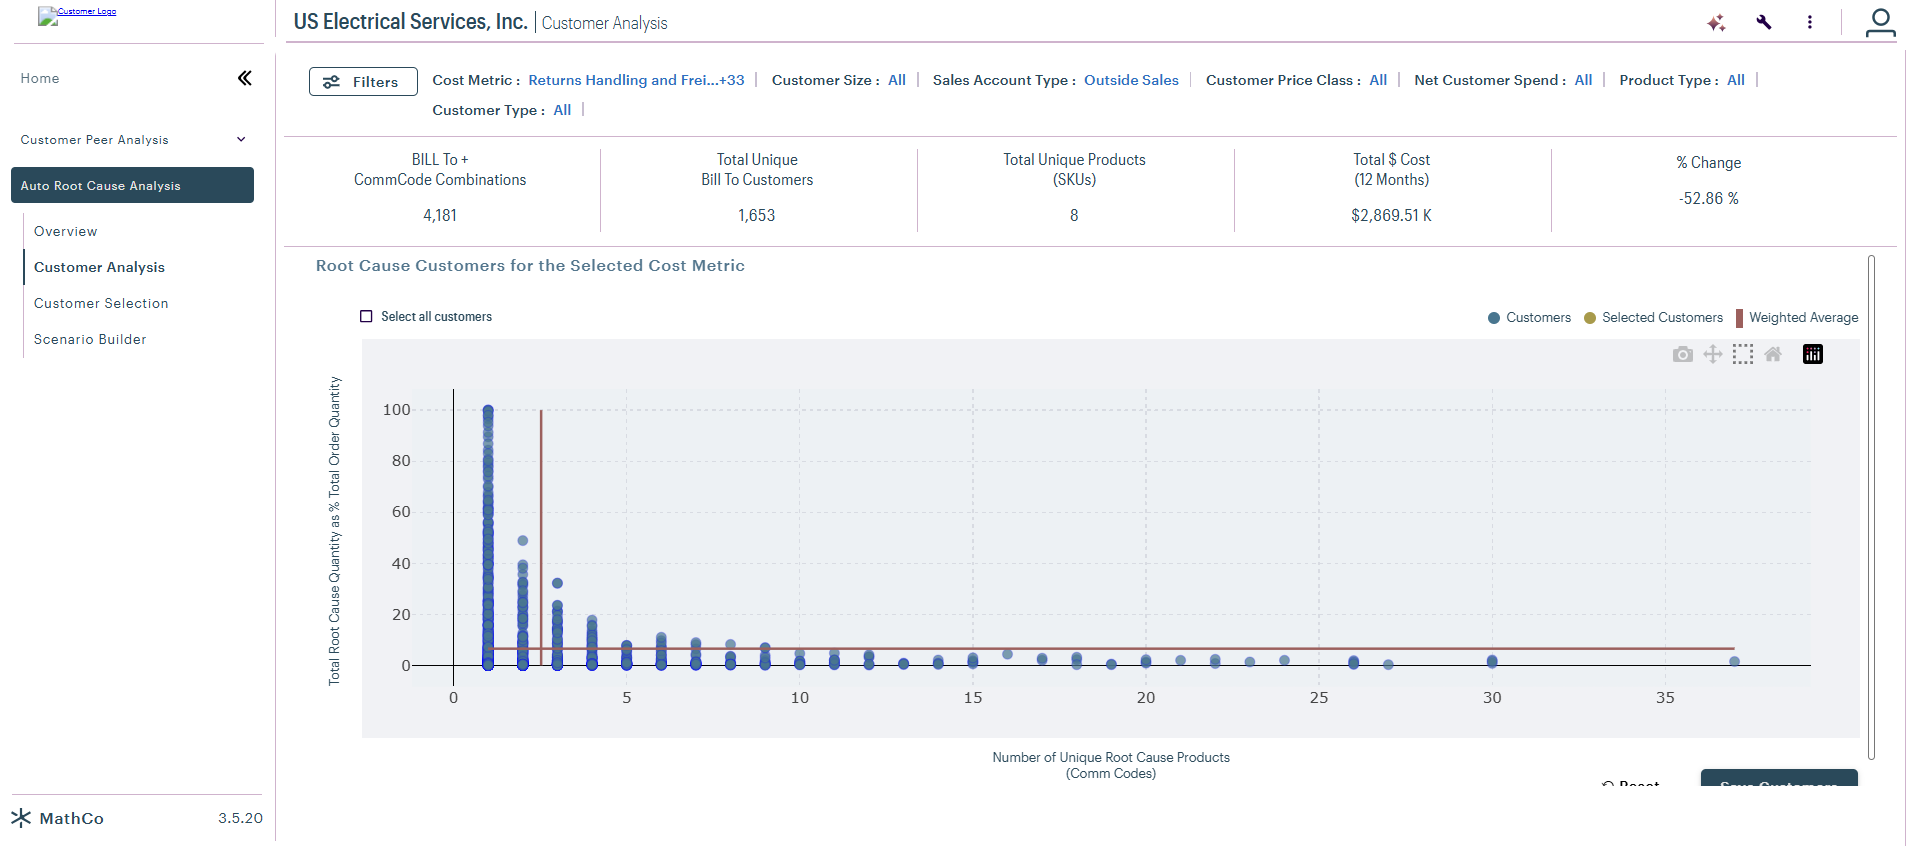 Customer Logo
US Electrical Services, Inc. Customer Analysis
Home
Filters
Cost Metric : Returns Handling and Frei...+33
Customer Size : All
Sales Account Type : Outside Sales
Customer Price Class : All
Net Customer Spend : All
Product Type : All
Customer Type : All
Customer Peer Analysis
Auto Root Cause Analysis
Overview
Customer Analysis
Customer Selection
Scenario Builder
BILL To +
CommCode Combinations
4,181
Total Unique
Bill To Customers
1,653
Total Unique Products
(SKUs)
8
Total $ Cost
(12 Months)
$2,869.51 K
% Change
-52.86 %
Root Cause Customers for the Selected Cost Metric
Select all customers
Customers
Selected Customers
Weighted Average
Total Root Cause Quantity as % Total Order Quantity
100
80
60
40
20
0
0 5 10 15 20 25 30 35
Number of Unique Root Cause Products
(Comm Codes)
Reset
Save Customers
MathCo
3.5.20